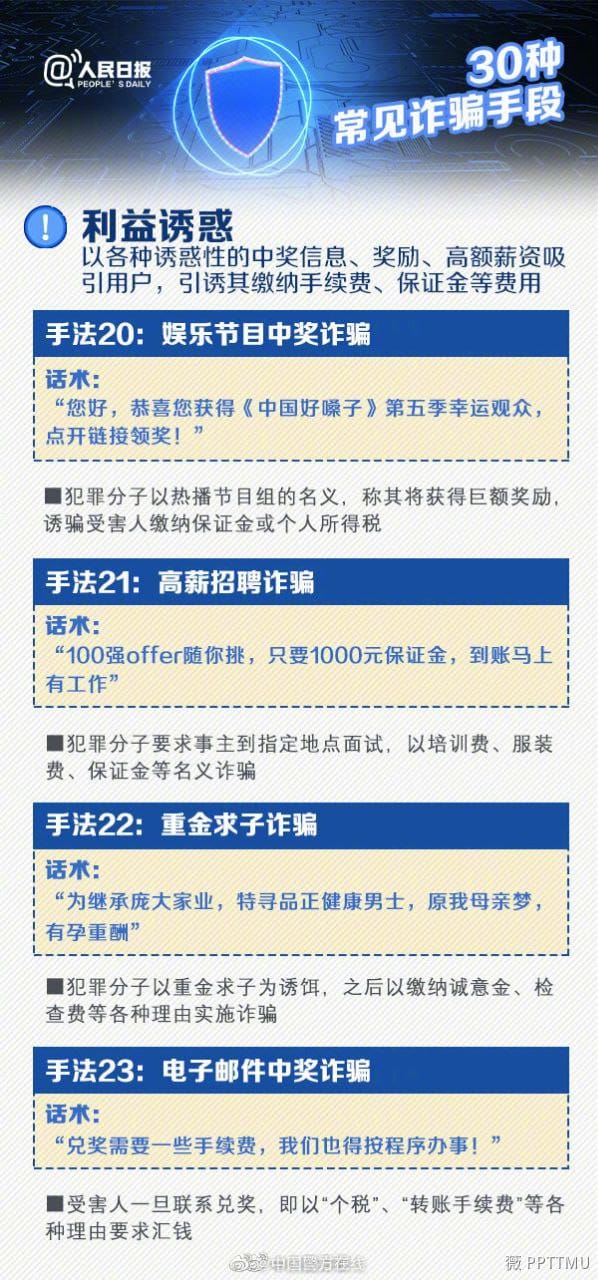 @人民日报
PEOPLE'S DAILY
30种
常见诈骗手段
!
利益诱惑
以各种诱惑性的中奖信息、奖励、高额薪资吸
引用户，引诱其缴纳手续费、保证金等费用
手法20：娱乐节目中奖诈骗
话术：
“您好，恭喜您获得《中国好嗓子》第五季幸运观众，
点开链接领奖！”
■犯罪分子以热播节目组的名义，称其将获得巨额奖励，
诱骗受害人缴纳保证金或个人所得税
手法21：高薪招聘诈骗
话术：
“100强offer随你挑，只要1000元保证金，到账马上
有工作”
■犯罪分子要求事主到指定地点面试，以培训费、服装
费、保证金等名义诈骗
手法22：重金求子诈骗
话术：
“为继承庞大家业，特寻品正健康男士，原我母亲梦，
有孕重酬”
■犯罪分子以重金求子为诱饵，之后以缴纳诚意金、检
查费等各种理由实施诈骗
手法23：电子邮件中奖诈骗
话术：
“兑奖需要一些手续费，我们也得按程序办事！”
■受害人一旦联系兑奖，即以“个税”、“转账手续费”等各
种理由要求汇钱
@中国警方在线
薇 PPTTMU